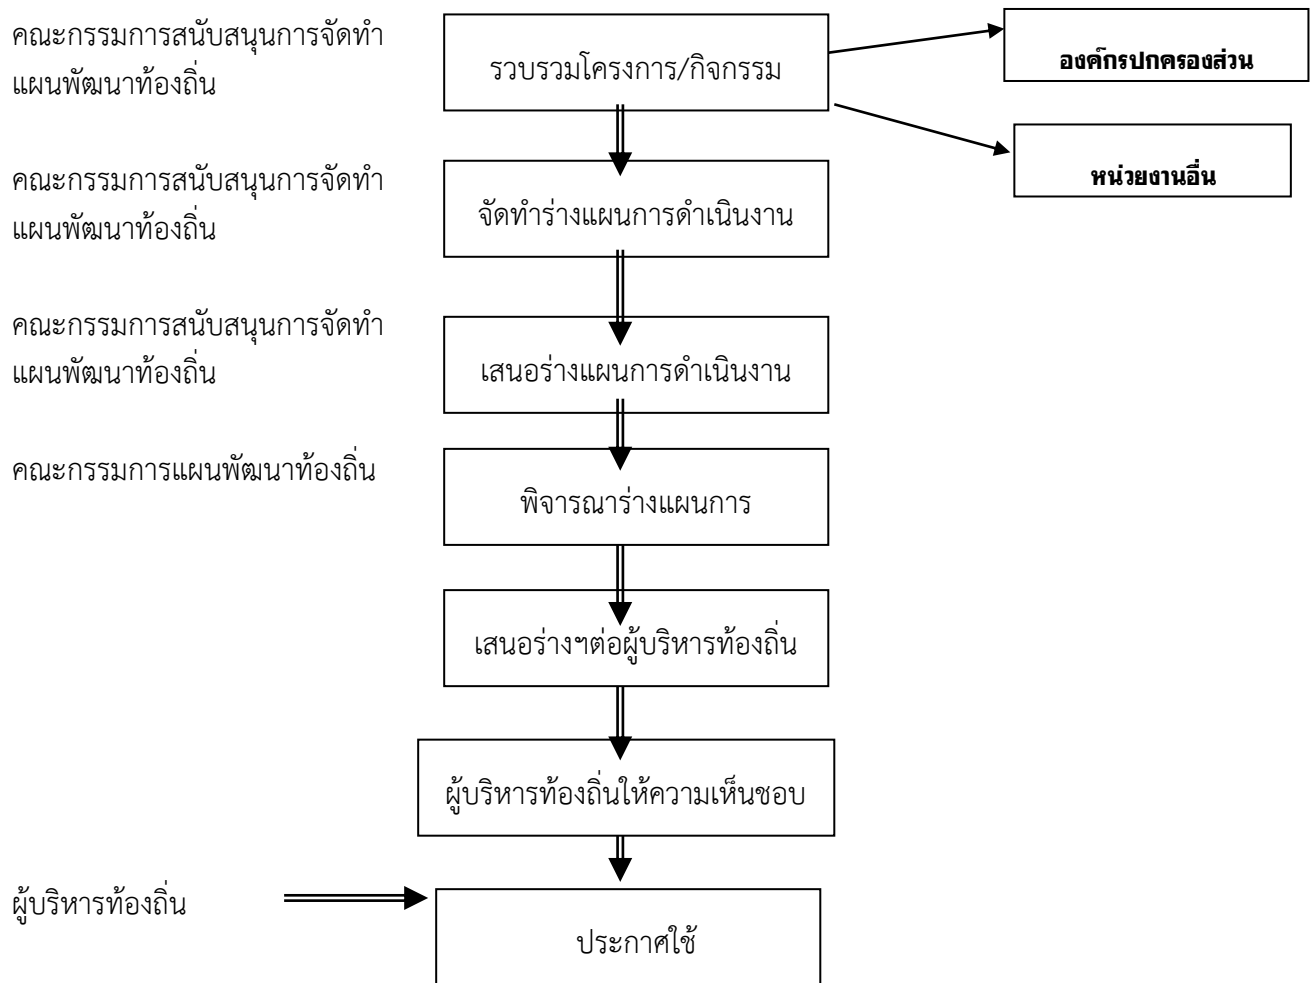 คณะกรรมการสนับสนุนการจัดทำ
แผนพัฒนาท้องถิ่น
รวบรวมโครงการ/กิจกรรม
องค์กรปกครองส่วน
หน่วยงานอื่น
คณะกรรมการสนับสนุนการจัดทำ
แผนพัฒนาท้องถิ่น
จัดทำร่างแผนการดำเนินงาน
คณะกรรมการสนับสนุนการจัดทำ
แผนพัฒนาท้องถิ่น
เสนอร่างแผนการดำเนินงาน
คณะกรรมการแผนพัฒนาท้องถิ่น
พิจารณาร่างแผนการ
เสนอร่างฯต่อผู้บริหารท้องถิ่น
ผู้บริหารท้องถิ่นให้ความเห็นชอบ
ผู้บริหารท้องถิ่น
ประกาศใช้